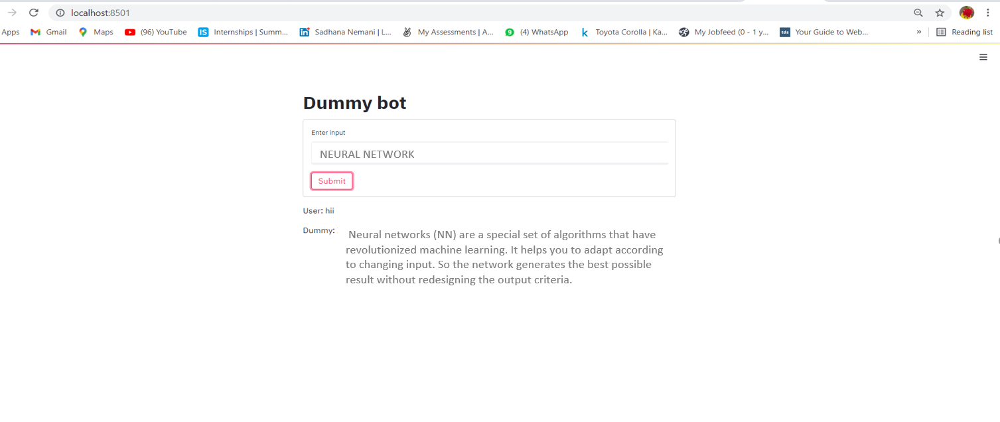 localhost:8501
Apps Gmail Maps (96) YouTube Internships | Summ... Sadhana Nemani | L... My Assessments | A... (4) WhatsApp Toyota Corolla | Ka... My Jobfeed (0 - 1 y... Your Guide to Web... » Reading list
Dummy bot
Enter input
NEURAL NETWORK
Submit
User: hii
Dummy: Neural networks (NN) are a special set of algorithms that have
revolutionized machine learning. It helps you to adapt according
to changing input. So the network generates the best possible
result without redesigning the output criteria.